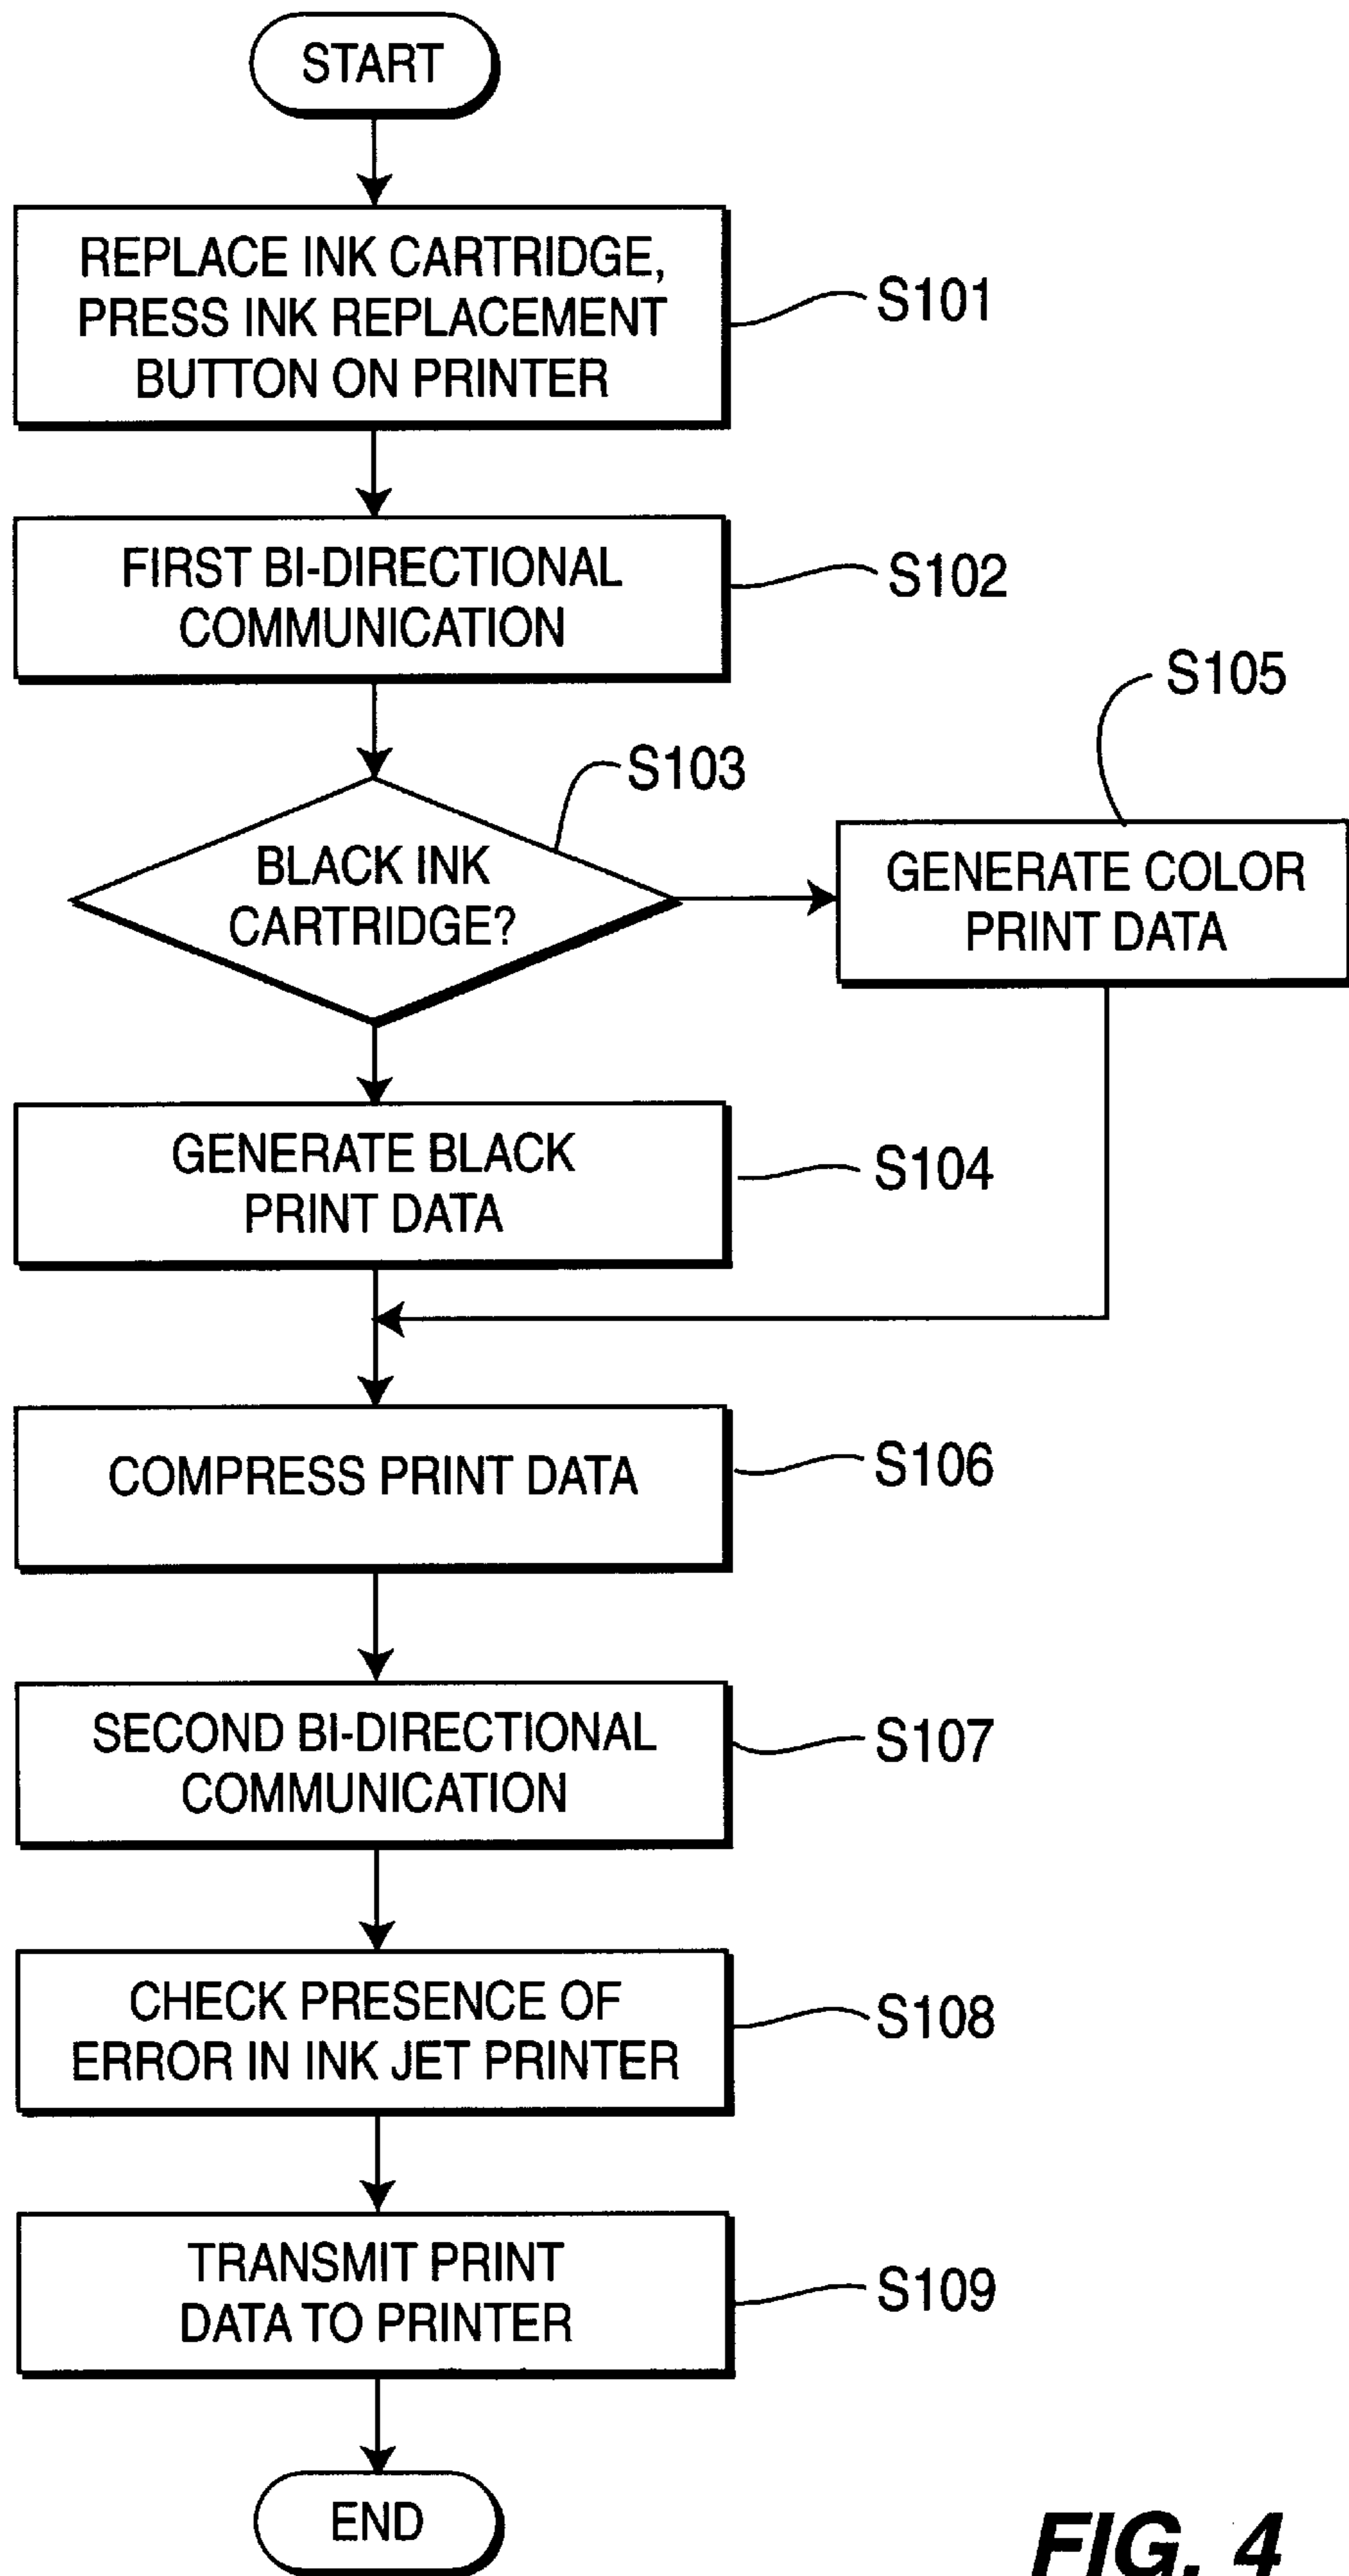 START
REPLACE INK CARTRIDGE,
PRESS INK REPLACEMENT
BUTTON ON PRINTER
S101
FIRST BI-DIRECTIONAL
COMMUNICATION
S102
BLACK INK
CARTRIDGE?
S103
GENERATE COLOR
PRINT DATA
S105
GENERATE BLACK
PRINT DATA
S104
COMPRESS PRINT DATA
S106
SECOND BI-DIRECTIONAL
COMMUNICATION
S107
CHECK PRESENCE OF
ERROR IN INK JET PRINTER
S108
TRANSMIT PRINT
DATA TO PRINTER
S109
END
FIG. 4